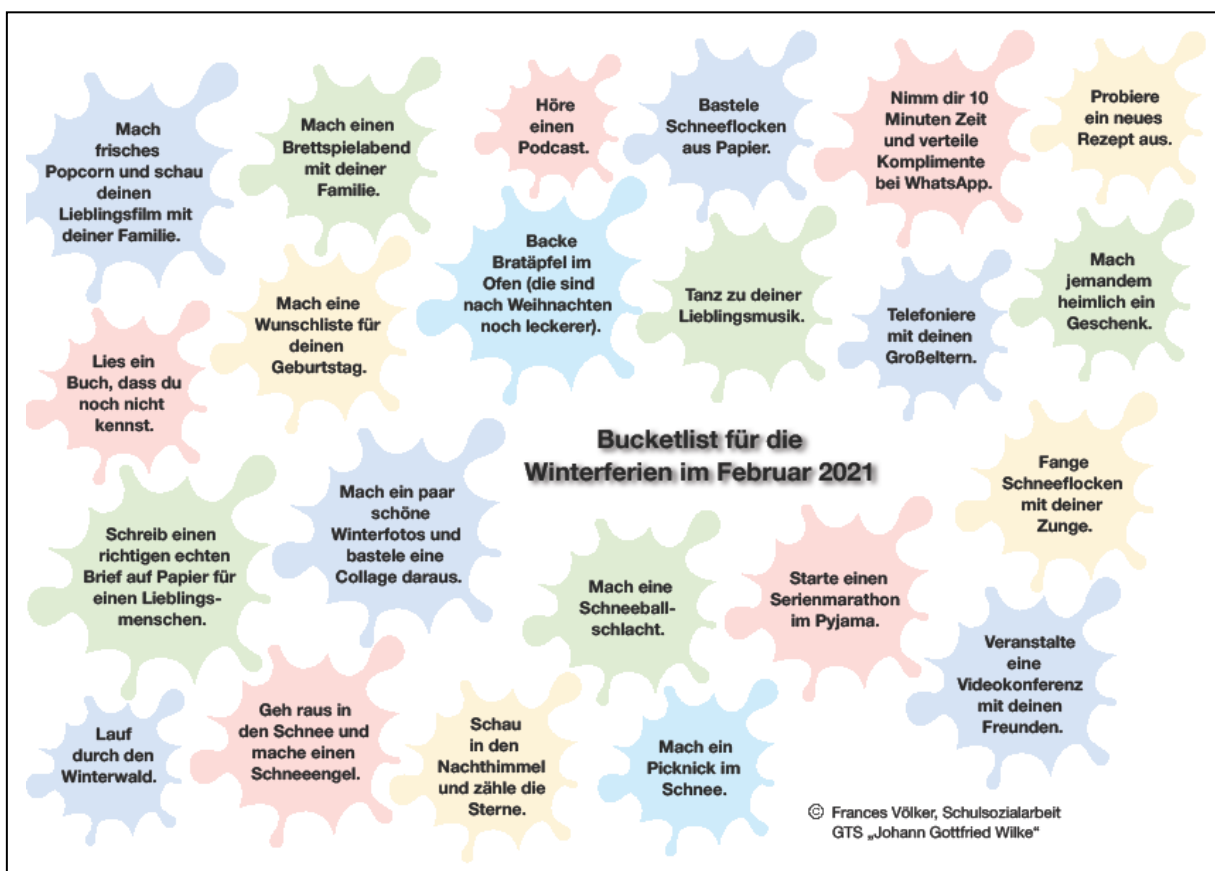 Mach
frisches
Popcorn und schau
deinen
Lieblingsfilm mit
deiner Familie.
Mach einen
Brettspielabend
mit deiner
Familie.
Höre
einen
Podcast.
Bastele
Schneeflocken
aus Papier.
Nimm dir 10
Minuten Zeit
und verteile
Komplimente
bei WhatsApp.
Probiere
ein neues
Rezept aus.
Lies ein
Buch, dass du
noch nicht
kennst.
Mach eine
Wunschliste für
deinen
Geburtstag.
Backe
Bratäpfel im
Ofen (die sind
nach Weihnachten
noch leckerer).
Tanz zu deiner
Lieblingsmusik.
Telefoniere
mit deinen
Großeltern.
Mach
jemandem
heimlich ein
Geschenk.
Bucketlist für die
Winterferien im Februar 2021
Schreib einen
richtigen echten
Brief auf Papier für
einen Lieblings-
menschen.
Mach ein paar
schöne
Winterfotos und
bastele eine
Collage daraus.
Mach eine
Schneeball-
schlacht.
Starte einen
Serienmarathon
im Pyjama.
Fange
Schneeflocken
mit deiner
Zunge.
Lauf
durch den
Winterwald.
Geh raus in
den Schnee und
mache einen
Schneeengel.
Schau
in den
Nachthimmel
und zähle die
Sterne.
Mach ein
Picknick im
Schnee.
Veranstalte
eine
Videokonferenz
mit deinen
Freunden.
© Frances Völker, Schulsozialarbeit
GTS „Johann Gottfried Wilke“